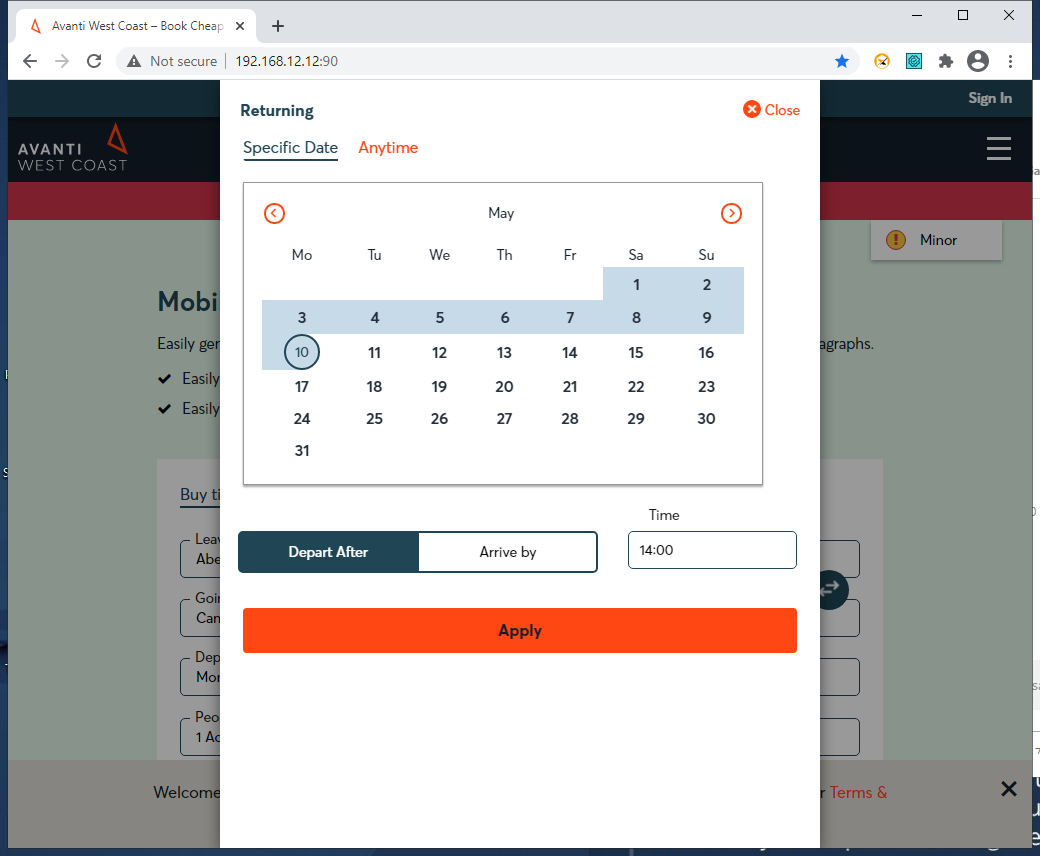 Avanti West Coast – Book Cheap
Not secure
192.168.12.12:90
Sign In
AVANTI
WEST COAST
Minor
Returning
Close
Specific Date Anytime
May
Mo Tu We Th Fr Sa Su
1 2
3 4 5 6 7 8 9
10 11 12 13 14 15 16
17 18 19 20 21 22 23
24 25 26 27 28 29 30
31
Time
Depart After Arrive by 14:00
Apply
Mobi
Easily ger
agraphs.
Easily
Easily
Buy ti
Leav
Abe
Goi
Can
Dep
Mor
Peo
1 Ad
Welcome
r Terms &